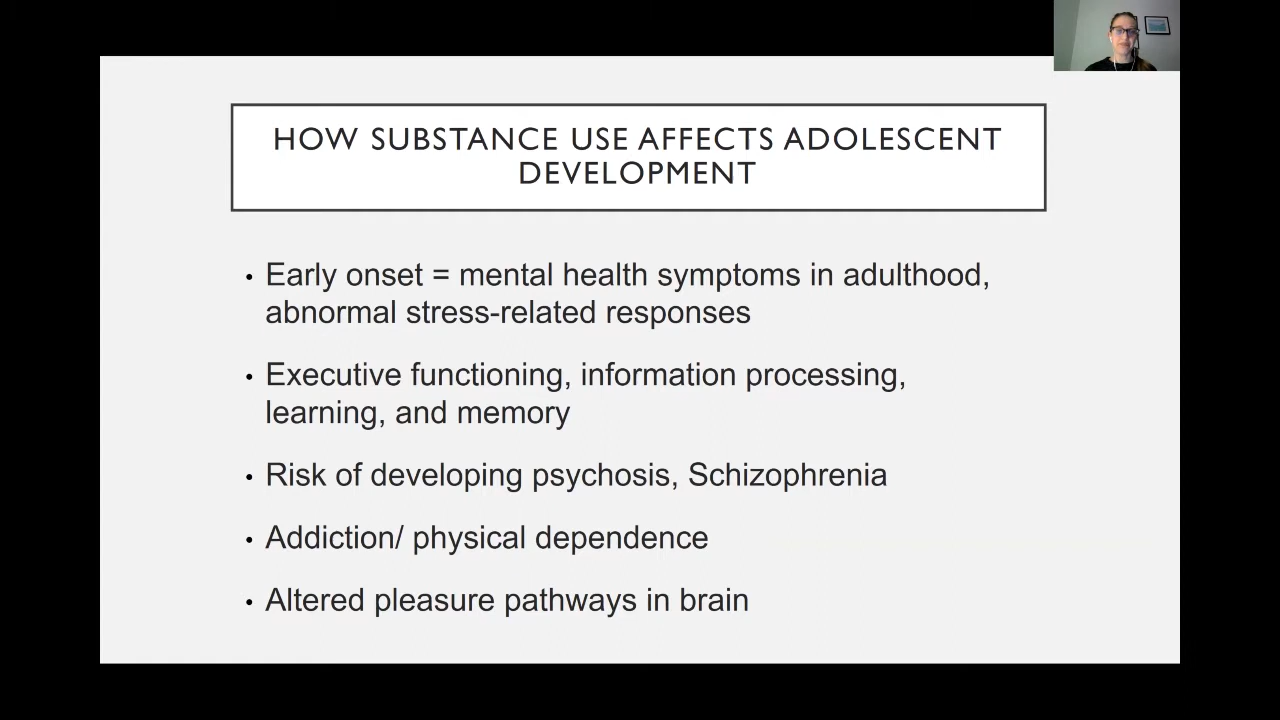 HOW SUBSTANCE USE AFFECTS ADOLESCENT
DEVELOPMENT
• Early onset = mental health symptoms in adulthood,
abnormal stress-related responses
• Executive functioning, information processing,
learning, and memory
• Risk of developing psychosis, Schizophrenia
• Addiction/ physical dependence
• Altered pleasure pathways in brain